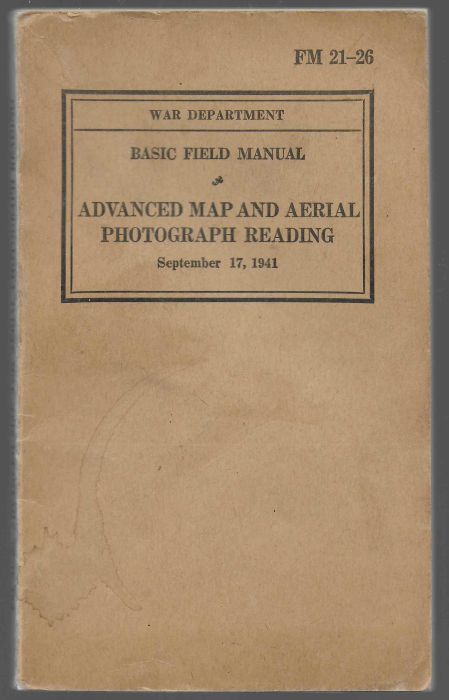 FM 21–26
WAR DEPARTMENT
BASIC FIELD MANUAL
ADVANCED MAP AND AERIAL
PHOTOGRAPH READING
September 17, 1941